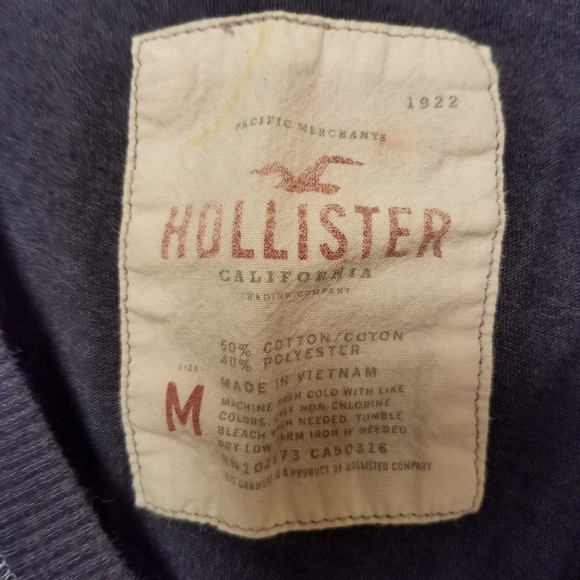 1922
PACIFIC MERCHANTS
HOLLISTER
CALIFORNIA
TRADING COMPANY
60% COTTON/COTON
40% POLYESTER
MADE IN VIETNAM
SIZE:
M
MACHINE WASH COLD WITH LIKE
COLORS. ONLY NON CHLORINE
BLEACH WHEN NEEDED. TUMBLE
DRY LOW. WARM IRON IF NEEDED.
CA50316
THIS GARMENT IS A PRODUCT OF HOLLISTER COMPANY